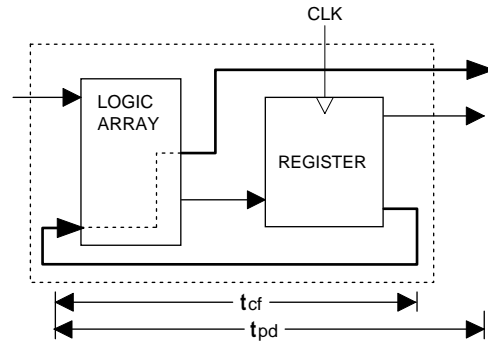 CLK
LOGIC
ARRAY
REGISTER
tcf
tpd